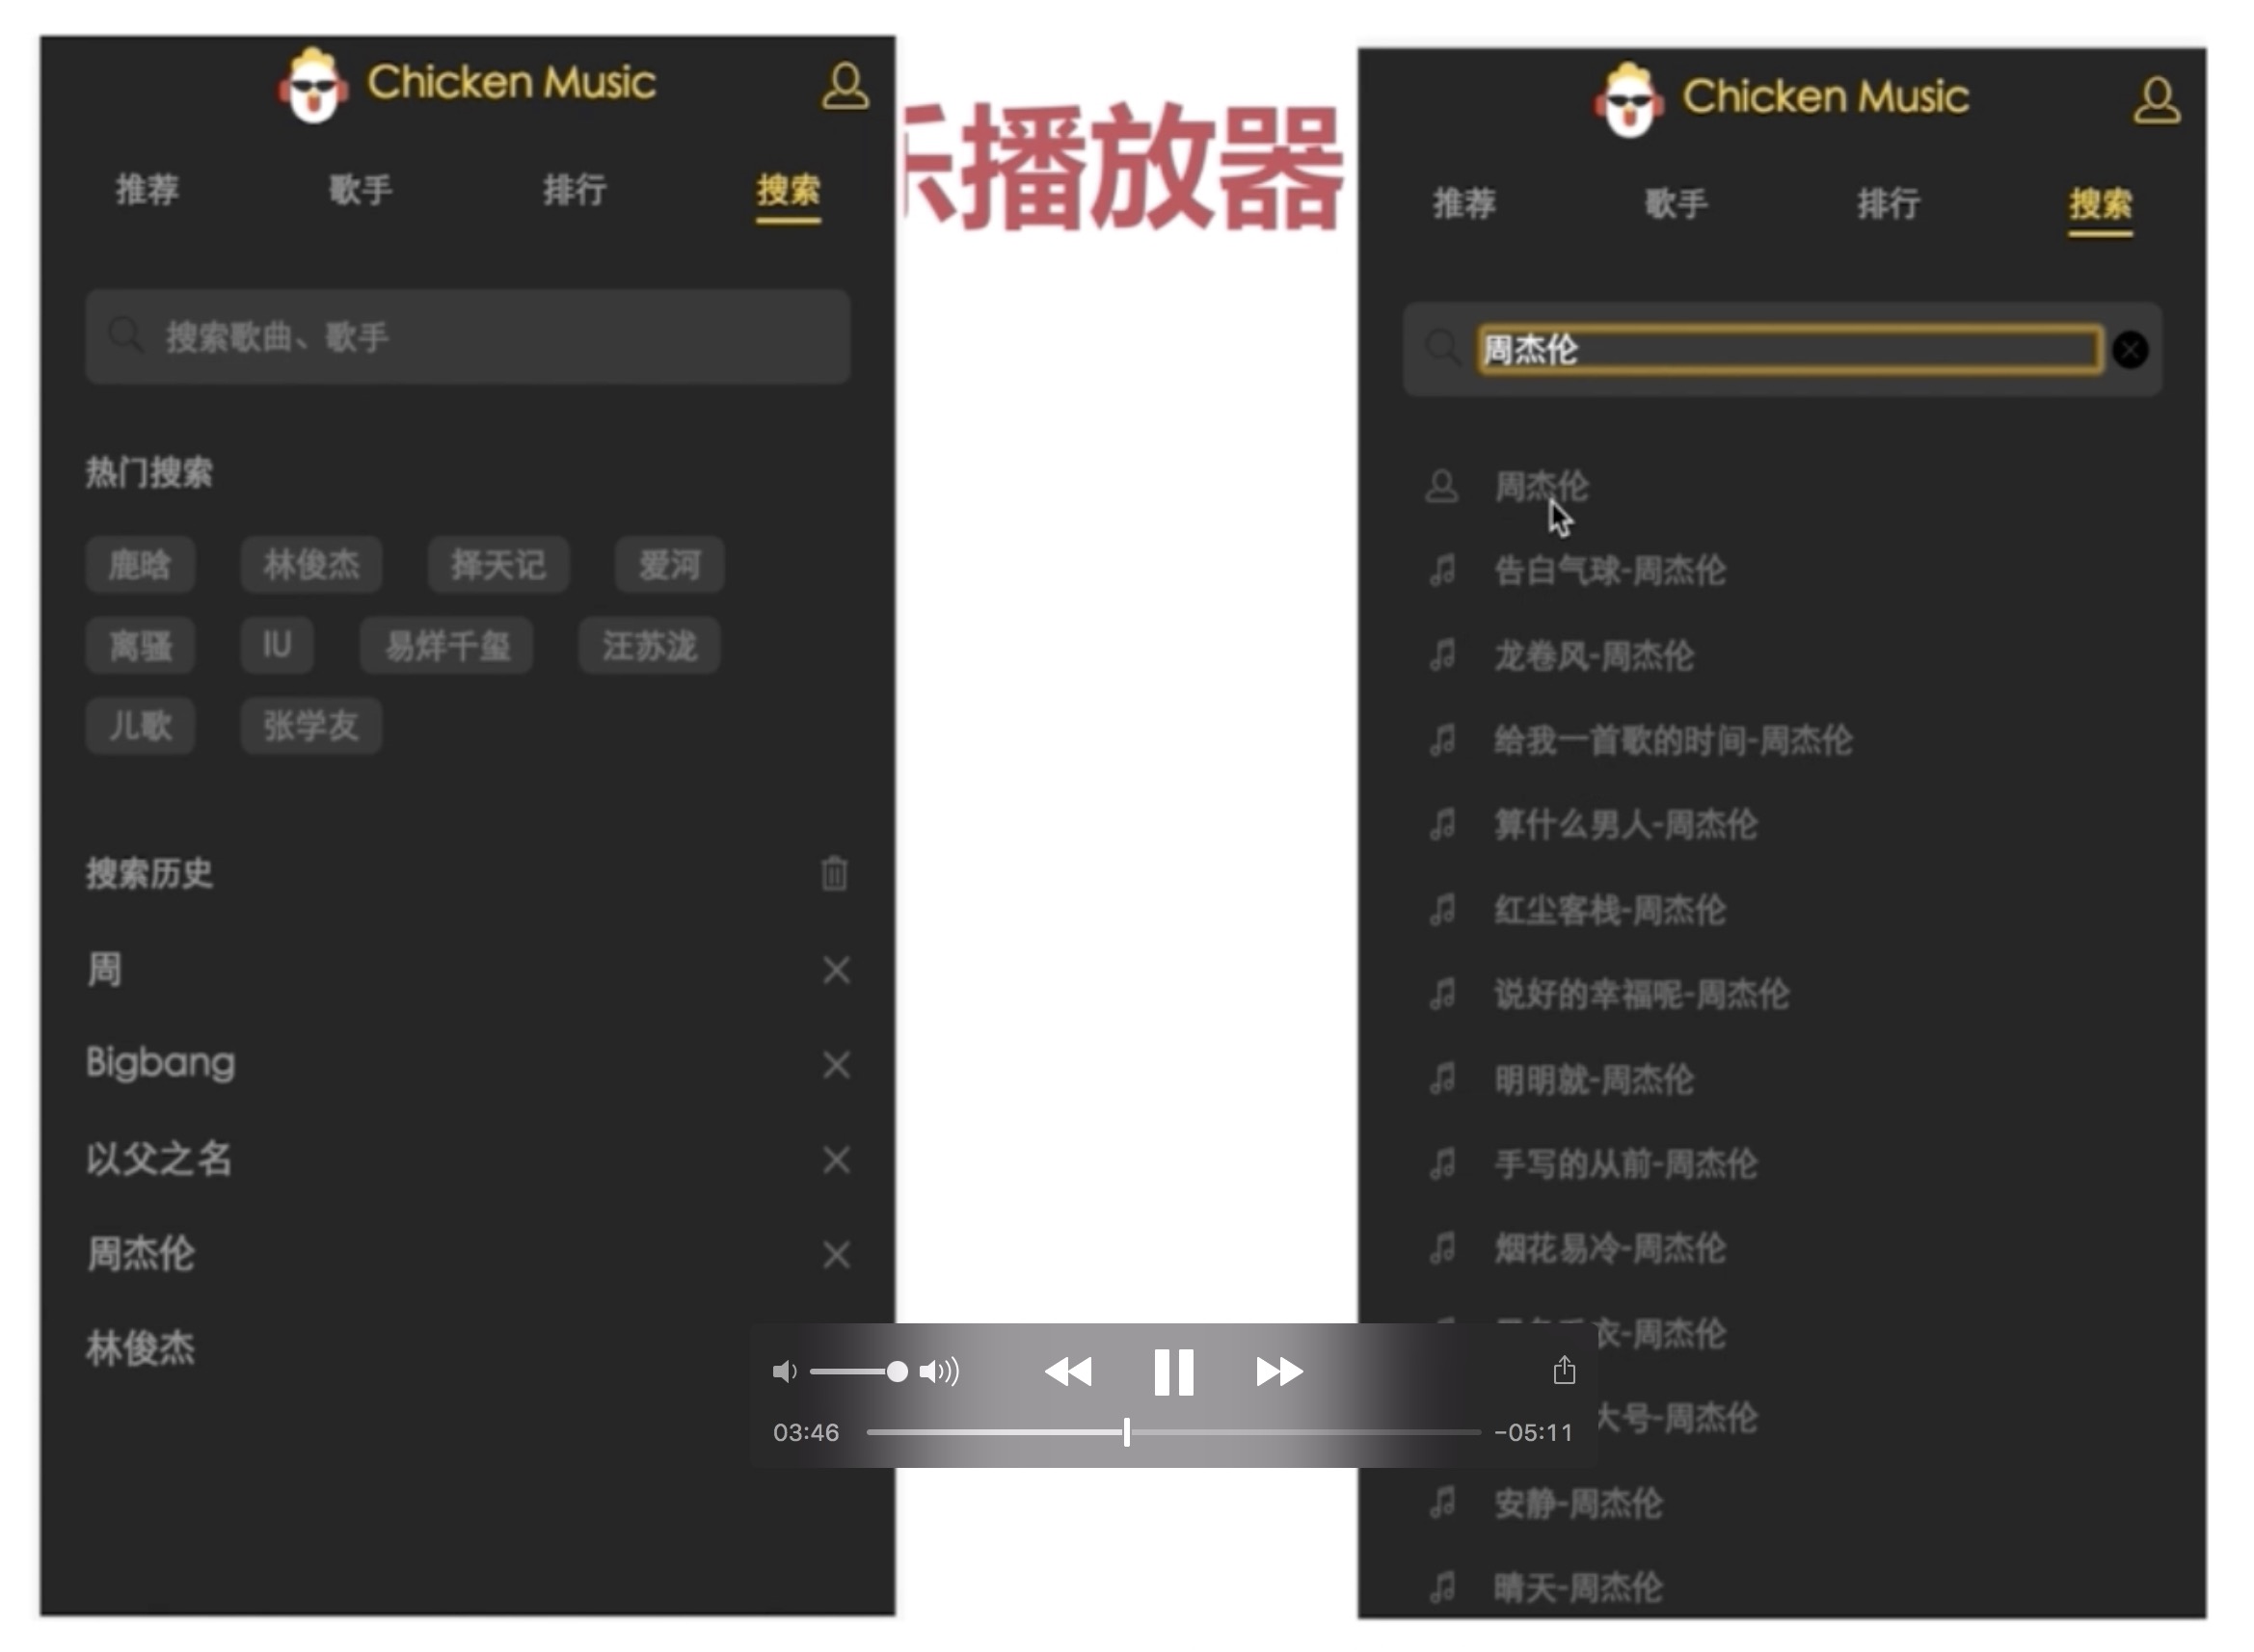 Chicken Music
推荐 歌手 排行 搜索
搜索歌曲、歌手
热门搜索
鹿晗 林俊杰 择天记 爱河
离骚 IU 易烊千玺 汪苏泷
儿歌 张学友
搜索历史
周
Bigbang
以父之名
周杰伦
林俊杰
播放器
Chicken Music
推荐 歌手 排行 搜索
周杰伦
周杰伦
告白气球-周杰伦
龙卷风-周杰伦
给我一首歌的时间-周杰伦
算什么男人-周杰伦
红尘客栈-周杰伦
说好的幸福呢-周杰伦
明明就-周杰伦
手写的从前-周杰伦
烟花易冷-周杰伦
衣-周杰伦
大号-周杰伦
安静-周杰伦
晴天-周杰伦
03:46 -05:11